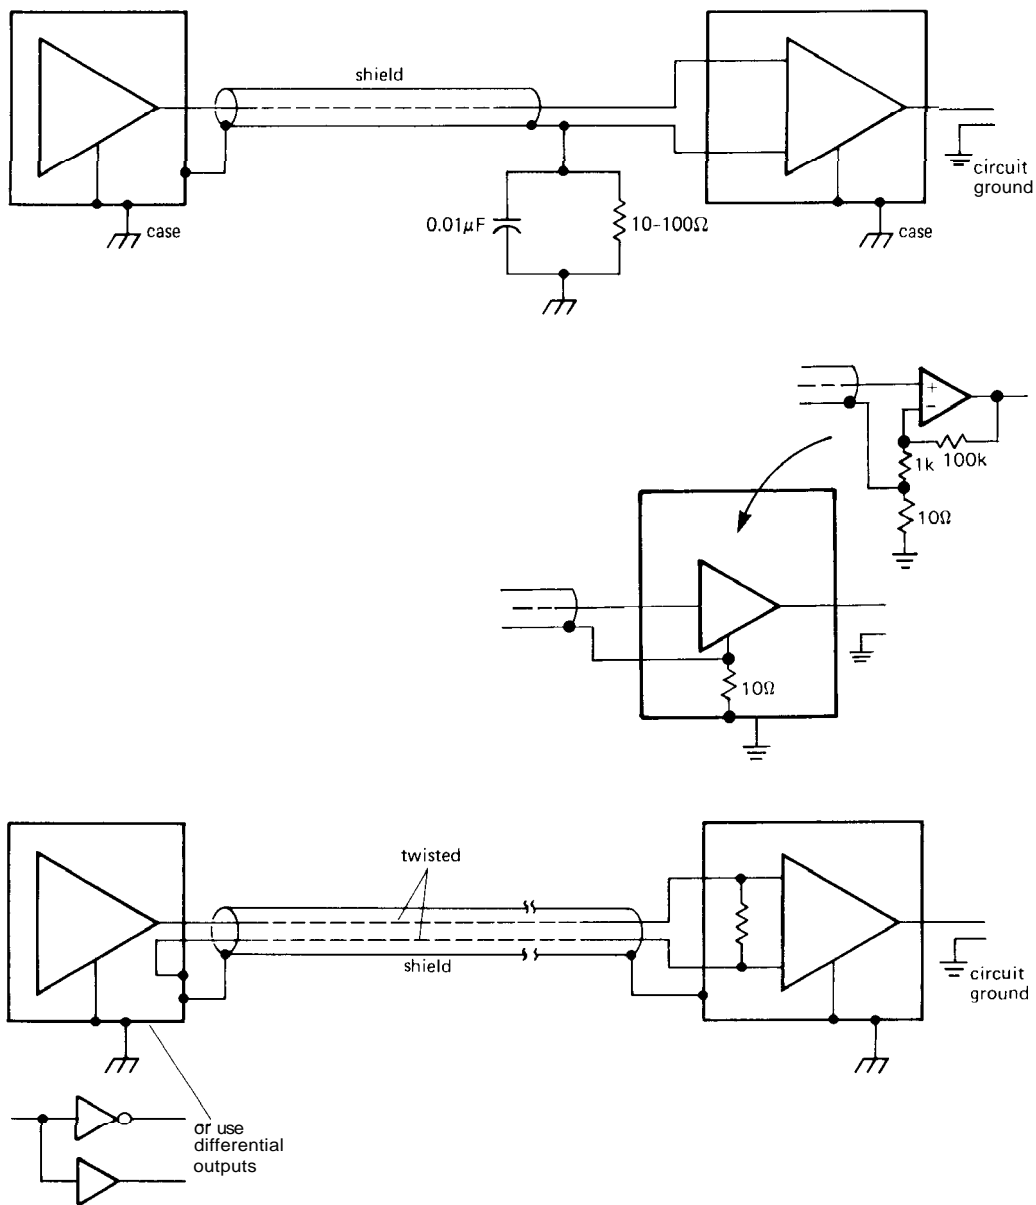 shield
circuit
ground
0.01μF
10-100Ω
case
case
+
−
1k
100k
10Ω
10Ω
twisted
shield
circuit
ground
or use
differential
outputs